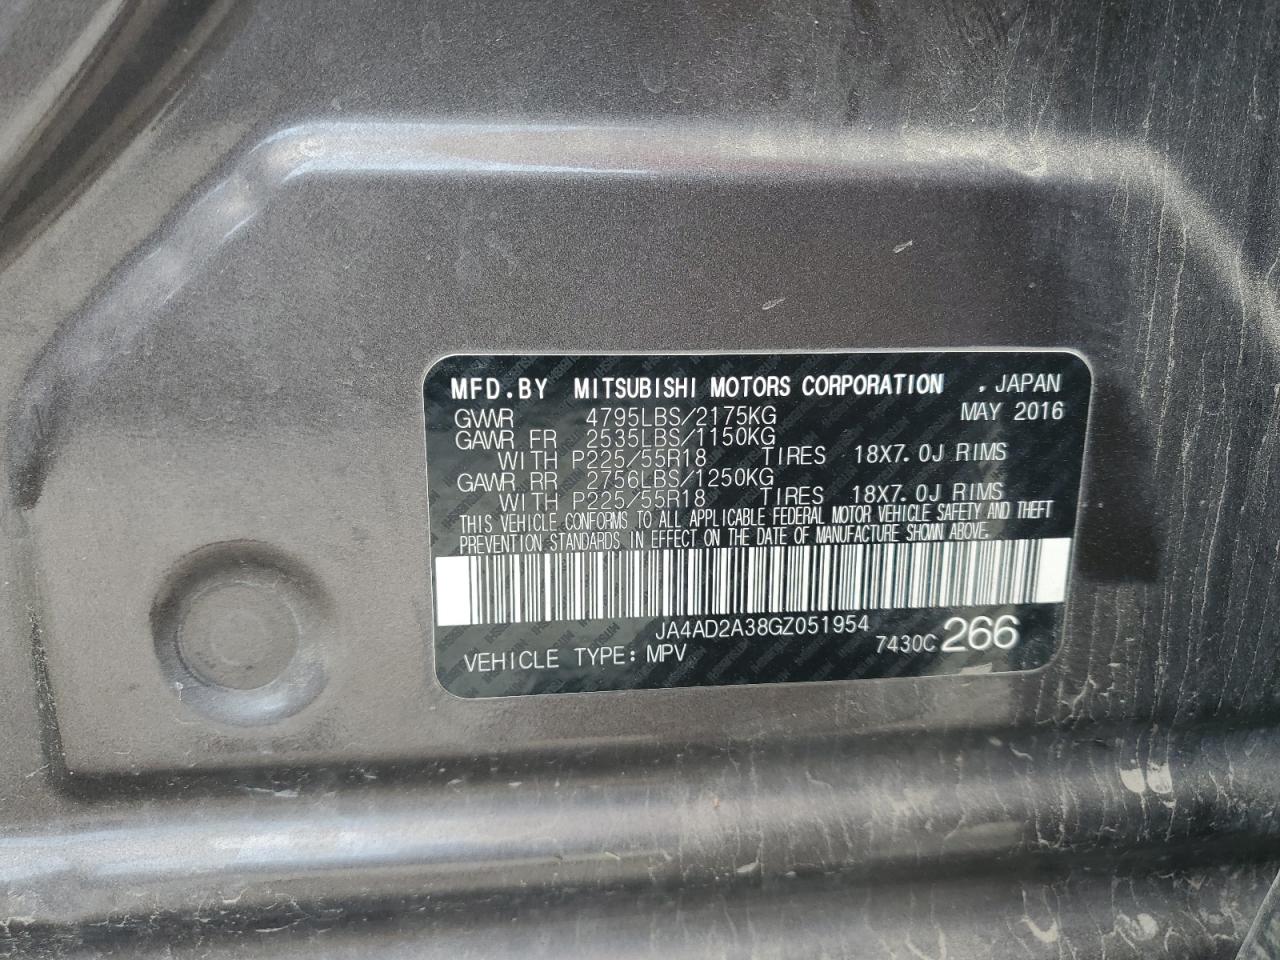 MFD.BY MITSUBISHI MOTORS CORPORATION , JAPAN
GVWR 4795LBS/2175KG MAY 2016
GAWR FR 2535LBS/1150KG
WITH P225/55R18 TIRES 18X7.0J RIMS
GAWR RR 2756LBS/1250KG
WITH P225/55R18 TIRES 18X7.0J RIMS
THIS VEHICLE CONFORMS TO ALL APPLICABLE FEDERAL MOTOR VEHICLE SAFETY AND THEFT
PREVENTION STANDARDS IN EFFECT ON THE DATE OF MANUFACTURE SHOWN ABOVE.
JA4AD2A38GZ051954
VEHICLE TYPE: MPV 7430C 266